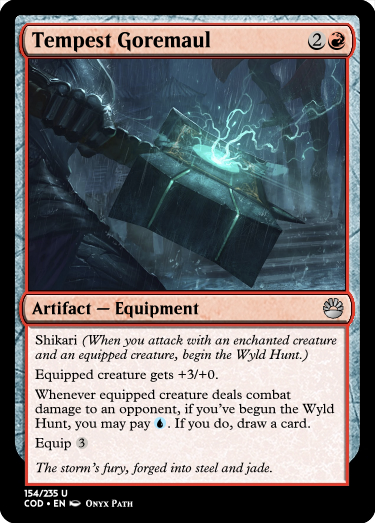 Tempest Goremaul 2
Artifact — Equipment
Shikari (When you attack with an enchanted creature
and an equipped creature, begin the Wyld Hunt.)
Equipped creature gets +3/+0.
Whenever equipped creature deals combat
damage to an opponent, if you've begun the Wyld
Hunt, you may pay . If you do, draw a card.
Equip 3
The storm's fury, forged into steel and jade.
154/235 U
COD • EN Onyx Path